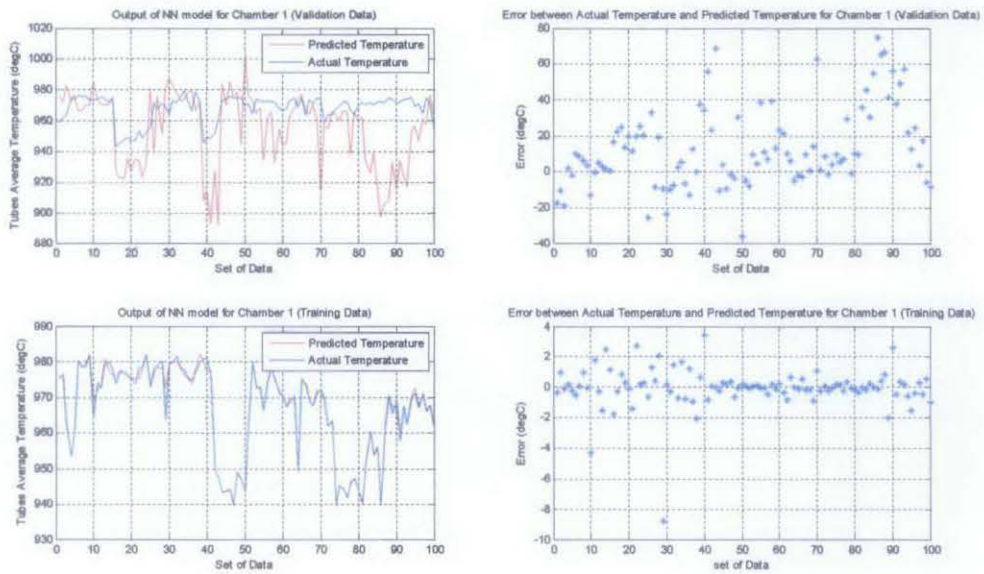 Output of NN model for Chamber 1 (Validation Data)
1020
1000
980
960
940
920
900
880
Tubes Average Temperature (degC)
Predicted Temperature
Actual Temperature
0 10 20 30 40 50 60 70 80 90 100
Set of Data
Error between Actual Temperature and Predicted Temperature for Chamber 1 (Validation Data)
80
60
40
20
0
-20
-40
Error (degC)
0 10 20 30 40 50 60 70 80 90 100
Set of Data
Output of NN model for Chamber 1 (Training Data)
990
980
970
960
950
940
930
Tubes Average Temperature (degC)
Predicted Temperature
Actual Temperature
0 10 20 30 40 50 60 70 80 90 100
Set of Data
Error between Actual Temperature and Predicted Temperature for Chamber 1 (Training Data)
4
2
0
-2
-4
-6
-8
-10
Error (degC)
0 10 20 30 40 50 60 70 80 90 100
set of Data